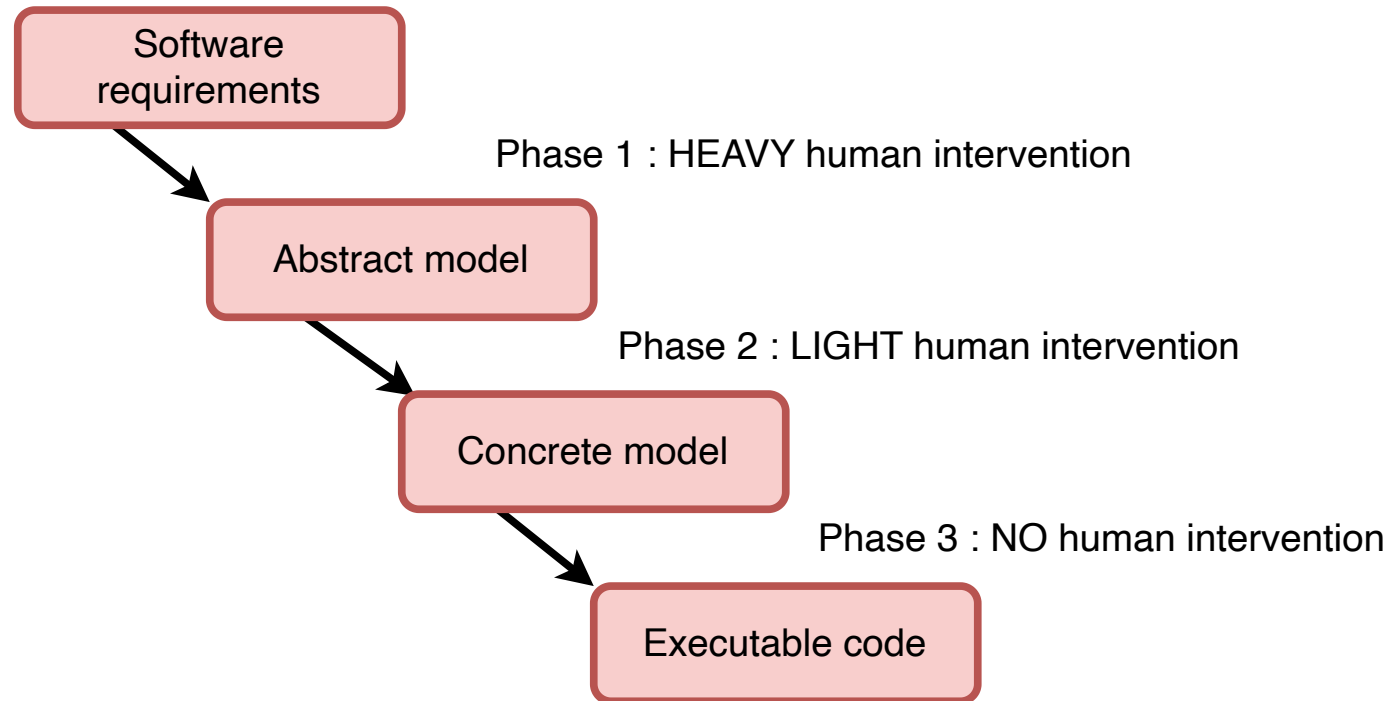 Software
requirements
Phase 1 : HEAVY human intervention
Abstract model
Phase 2 : LIGHT human intervention
Concrete model
Phase 3 : NO human intervention
Executable code